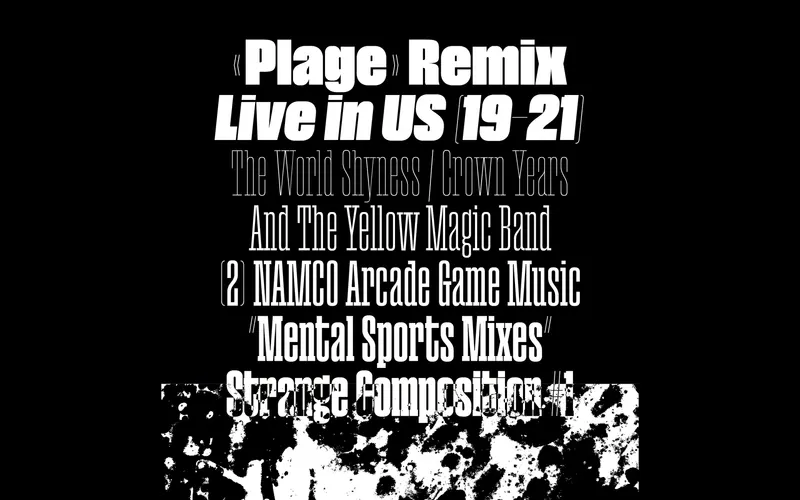 «Plage» Remix
Live in US (19–21)
The World Shyness / Crown Years
And The Yellow Magic Band
(2) NAMCO Arcade Game Music
"Mental Sports Mixes"
Strange Composition #1